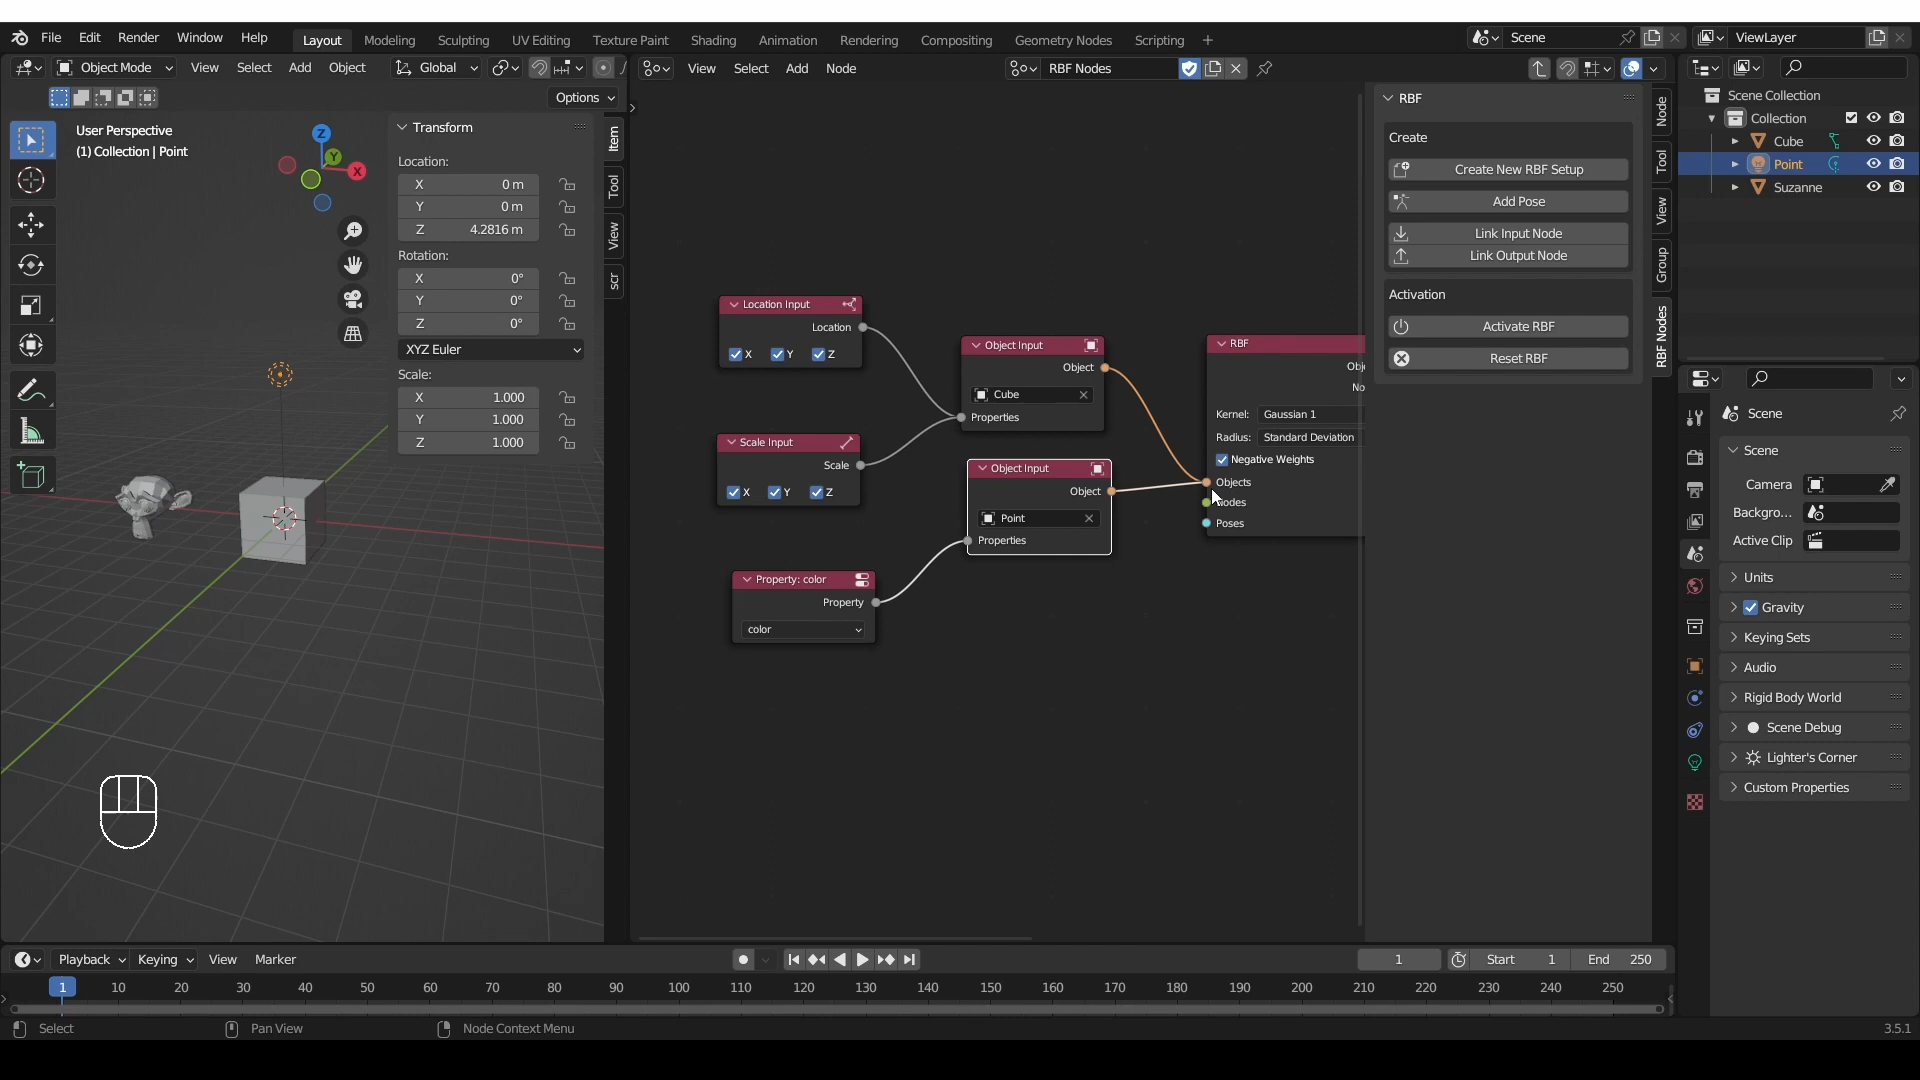 File Edit Render Window Help Layout Modeling Sculpting UV Editing Texture Paint Shading Animation Rendering Compositing Geometry Nodes Scripting + Scene ViewLayer
Object Mode View Select Add Object Global
View Select Add Node RBF Nodes
Options
User Perspective
(1) Collection | Point
Z
Y
X
Transform
Location:
X 0 m
Y 0 m
Z 4.2816 m
Rotation:
X 0°
Y 0°
Z 0°
XYZ Euler
Scale:
X 1.000
Y 1.000
Z 1.000
Item
Tool
View
scr
Location Input
Location
X Y Z
Scale Input
Scale
X Y Z
Property: color
Property
color
Object Input
Object
Cube
Properties
Object Input
Object
Point
Properties
RBF
Obj
No
Kernel: Gaussian 1
Radius: Standard Deviation
Negative Weights
Objects
Nodes
Poses
RBF
Create
Create New RBF Setup
Add Pose
Link Input Node
Link Output Node
Activation
Activate RBF
Reset RBF
Node
Tool
View
Group
RBF Nodes
Scene Collection
Collection
Cube
Point
Suzanne
Scene
Scene
Camera
Backgro...
Active Clip
Units
Gravity
Keying Sets
Audio
Rigid Body World
Scene Debug
Lighter's Corner
Custom Properties
Playback Keying View Marker 1 Start 1 End 250
1 10 20 30 40 50 60 70 80 90 100 110 120 130 140 150 160 170 180 190 200 210 220 230 240 250
Select Pan View Node Context Menu 3.5.1